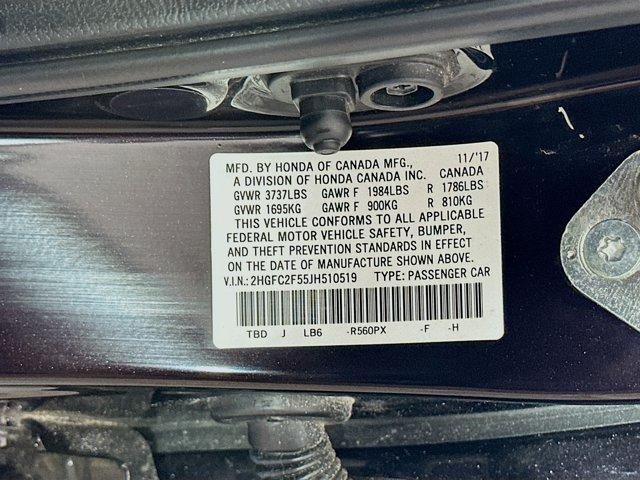 MFD. BY HONDA OF CANADA MFG., 11/'17
A DIVISION OF HONDA CANADA INC. CANADA
GVWR 3737LBS GAWR F 1984LBS R 1786LBS
GVWR 1695KG GAWR F 900KG R 810KG
THIS VEHICLE CONFORMS TO ALL APPLICABLE
FEDERAL MOTOR VEHICLE SAFETY, BUMPER,
AND THEFT PREVENTION STANDARDS IN EFFECT
ON THE DATE OF MANUFACTURE SHOWN ABOVE.
V.I.N.: 2HGFC2F55JH510519 TYPE: PASSENGER CAR
TBD J LB6 -R560PX -F -H